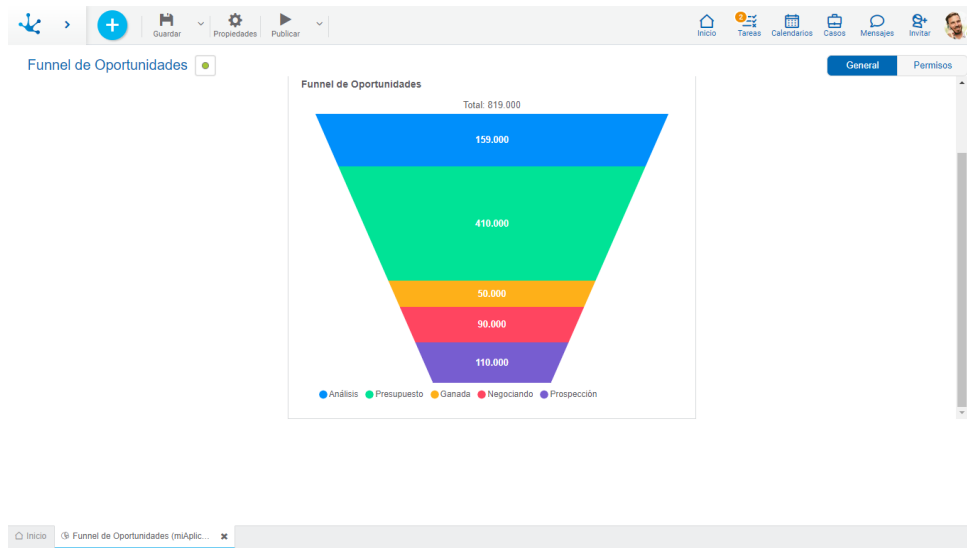 Guardar
Propiedades
Publicar
Inicio
2
Tareas
Calendarios
Casos
Mensajes
Invitar
Funnel de Oportunidades
General
Permisos
Funnel de Oportunidades
Total: 819.000
159.000
410.000
50.000
90.000
110.000
Análisis Presupuesto Ganada Negociando Prospección
Inicio
Funnel de Oportunidades (miAplic...